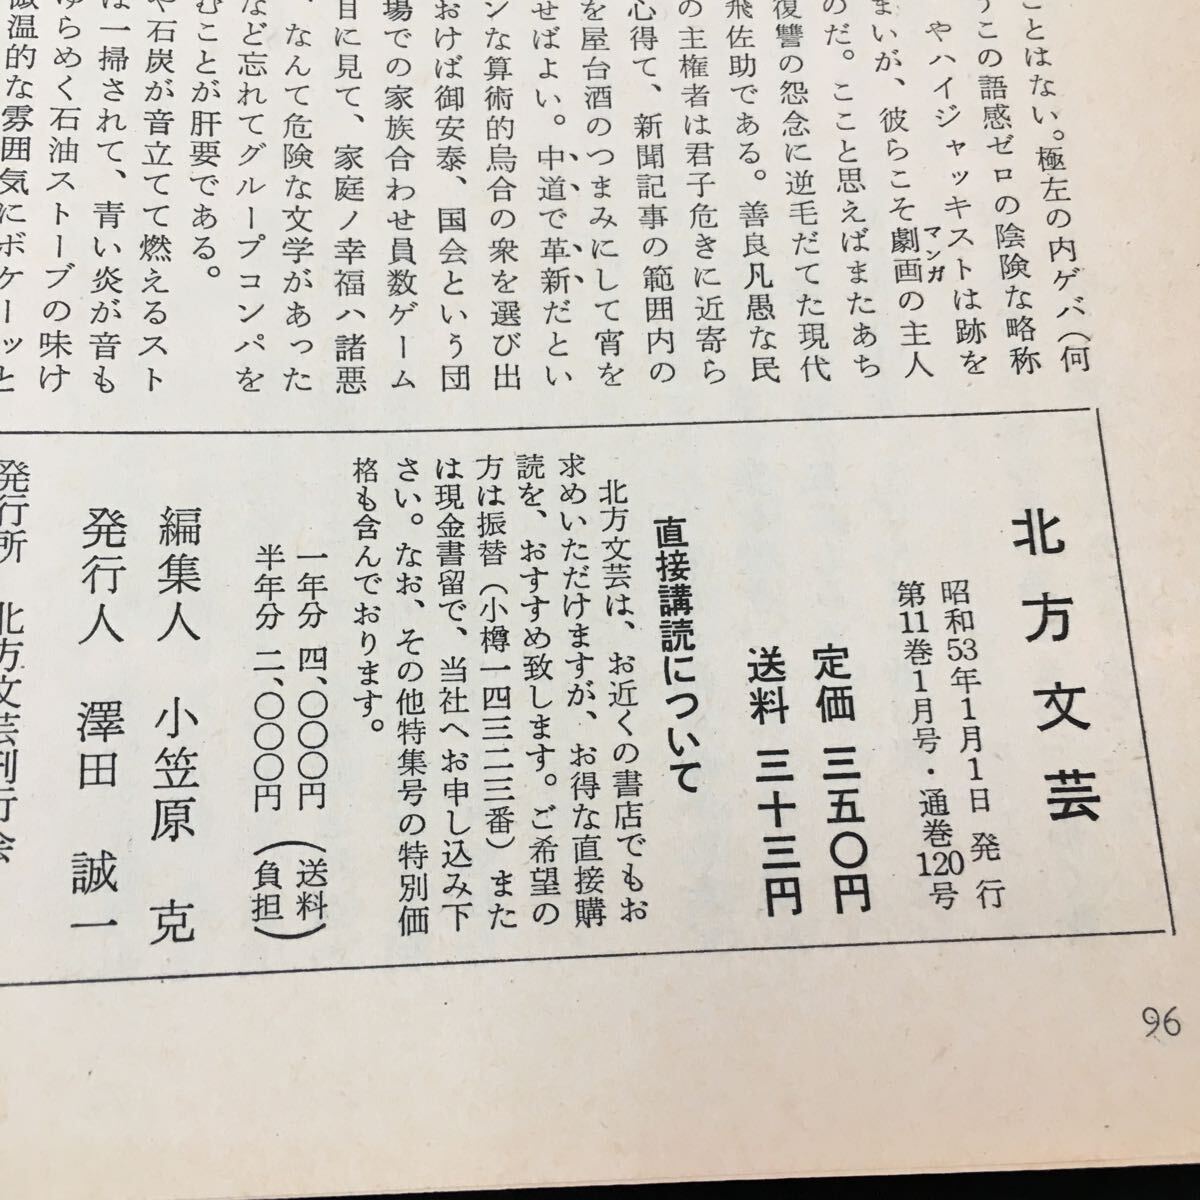 ことはない。極左の内ゲバ（何
うこの語感ゼロの陰険な略称
やハイジャッキストは跡を
まいが、彼らこそ劇画の主人
マンガ
のだ。ここと思えばまたあち
復讐の怨念に逆毛だてた現代
飛佐助である。善良凡愚な民
の主権者は君子危きに近寄ら
心得て、新聞記事の範囲内の
を屋台酒のつまみにして宵を
せばよい。中道で革新だとい
ンな算術的烏合の衆を選び出
おけば御安泰、国会という団
場での家族合わせ員数ゲーム
目に見て、家庭ノ幸福ハ諸悪
、なんて危険な文学があった
など忘れてグループコンパを
むことが肝要である。
や石炭が音立てて燃えるスト
は一掃されて、青い炎が音も
ゆらめく石油ストーブの味け
温的な雰囲気にボケーッと
北方文芸
昭和53年1月1日発行
第11巻1月号・通巻120号
定価 三五〇円
送料 三十三円
直接講読について
北方文芸は、お近くの書店でもお
求めいただけますが、お得な直接購
読を、おすすめ致します。ご希望の
方は振替（小樽一四三二三番）また
は現金書留で、当社へお申し込み下
さい。なお、その他特集号の特別価
格も含んでおります。
一年分 四、〇〇〇円（送料）
半年分 二、〇〇〇円（負担）
編集人 小笠原 克
発行人 澤田 誠一
発行所 北方文芸刊行会
96